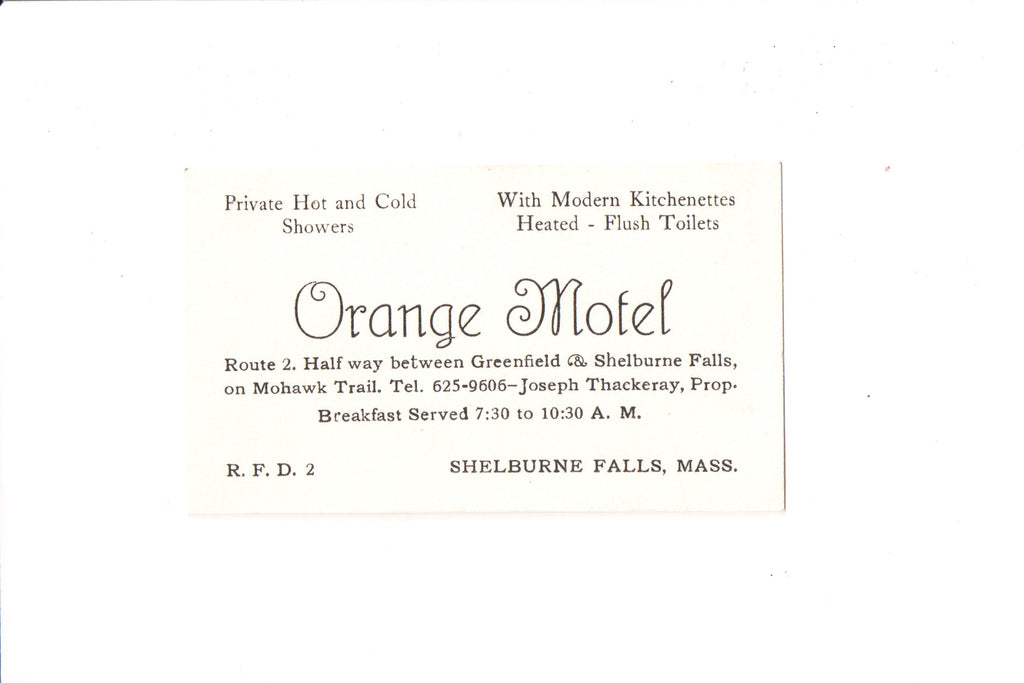 Private Hot and Cold
Showers
With Modern Kitchenettes
Heated - Flush Toilets
Orange Motel
Route 2. Half way between Greenfield & Shelburne Falls,
on Mohawk Trail. Tel. 625-9606-Joseph Thackeray, Prop.
Breakfast Served 7:30 to 10:30 A. M.
R. F. D. 2
SHELBURNE FALLS, MASS.